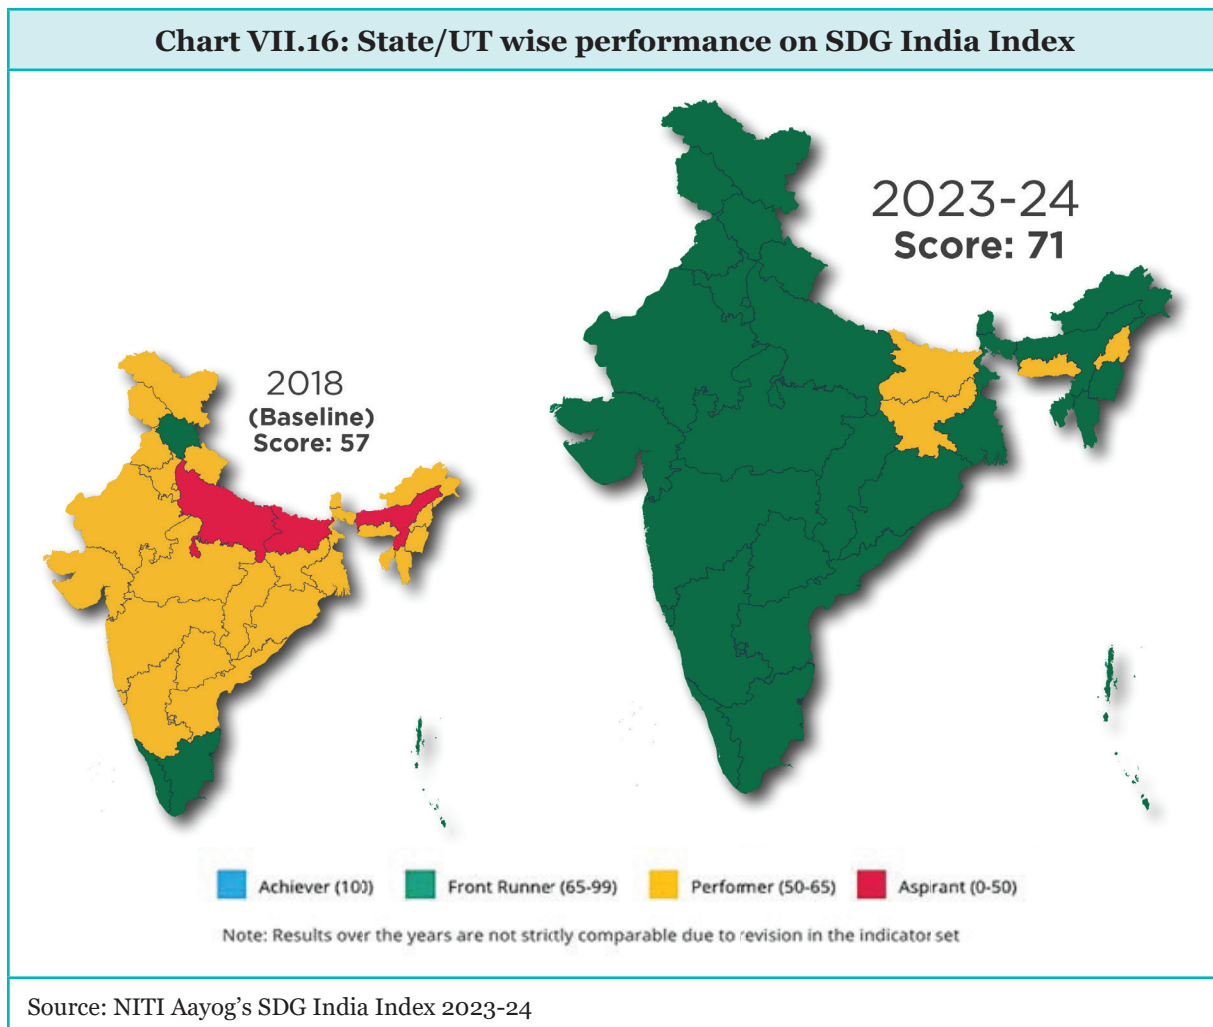 Chart VII.16: State/UT wise performance on SDG India Index
2023-24
Score: 71
2018
(Baseline)
Score: 57
Achiever (100)
Front Runner (65-99)
Performer (50-65)
Aspirant (0-50)
Note: Results over the years are not strictly comparable due to revision in the indicator set
Source: NITI Aayog's SDG India Index 2023-24